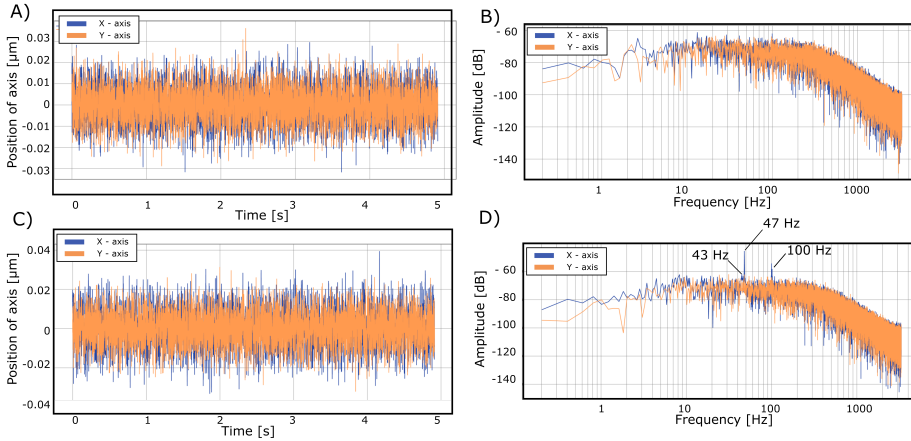 A)
X - axis
Y - axis
Position of axis [µm]
0.03
0.02
0.01
0
-0.01
-0.02
-0.03
0 1 2 3 4 5
Time [s]
B)
X - axis
Y - axis
Amplitude [dB]
- 60
-80
-100
-120
-140
1 10 100 1000
Frequency [Hz]
C)
X - axis
Y - axis
Position of axis [µm]
0.04
0.02
0
-0.02
-0.04
0 1 2 3 4 5
Time [s]
D)
47 Hz
43 Hz
100 Hz
X - axis
Y - axis
Amplitude [dB]
- 60
-80
-100
-120
-140
1 10 100 1000
Frequency [Hz]